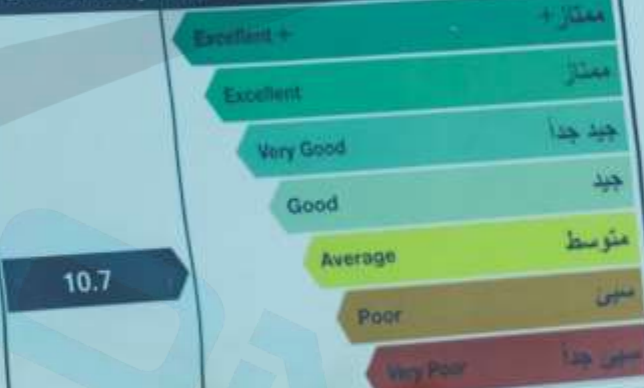 Excellent + ممتاز +
Excellent ممتاز
Very Good جيد جداً
Good جيد
Average متوسط
10.7
Poor سيئ
Very Poor سيئ جداً